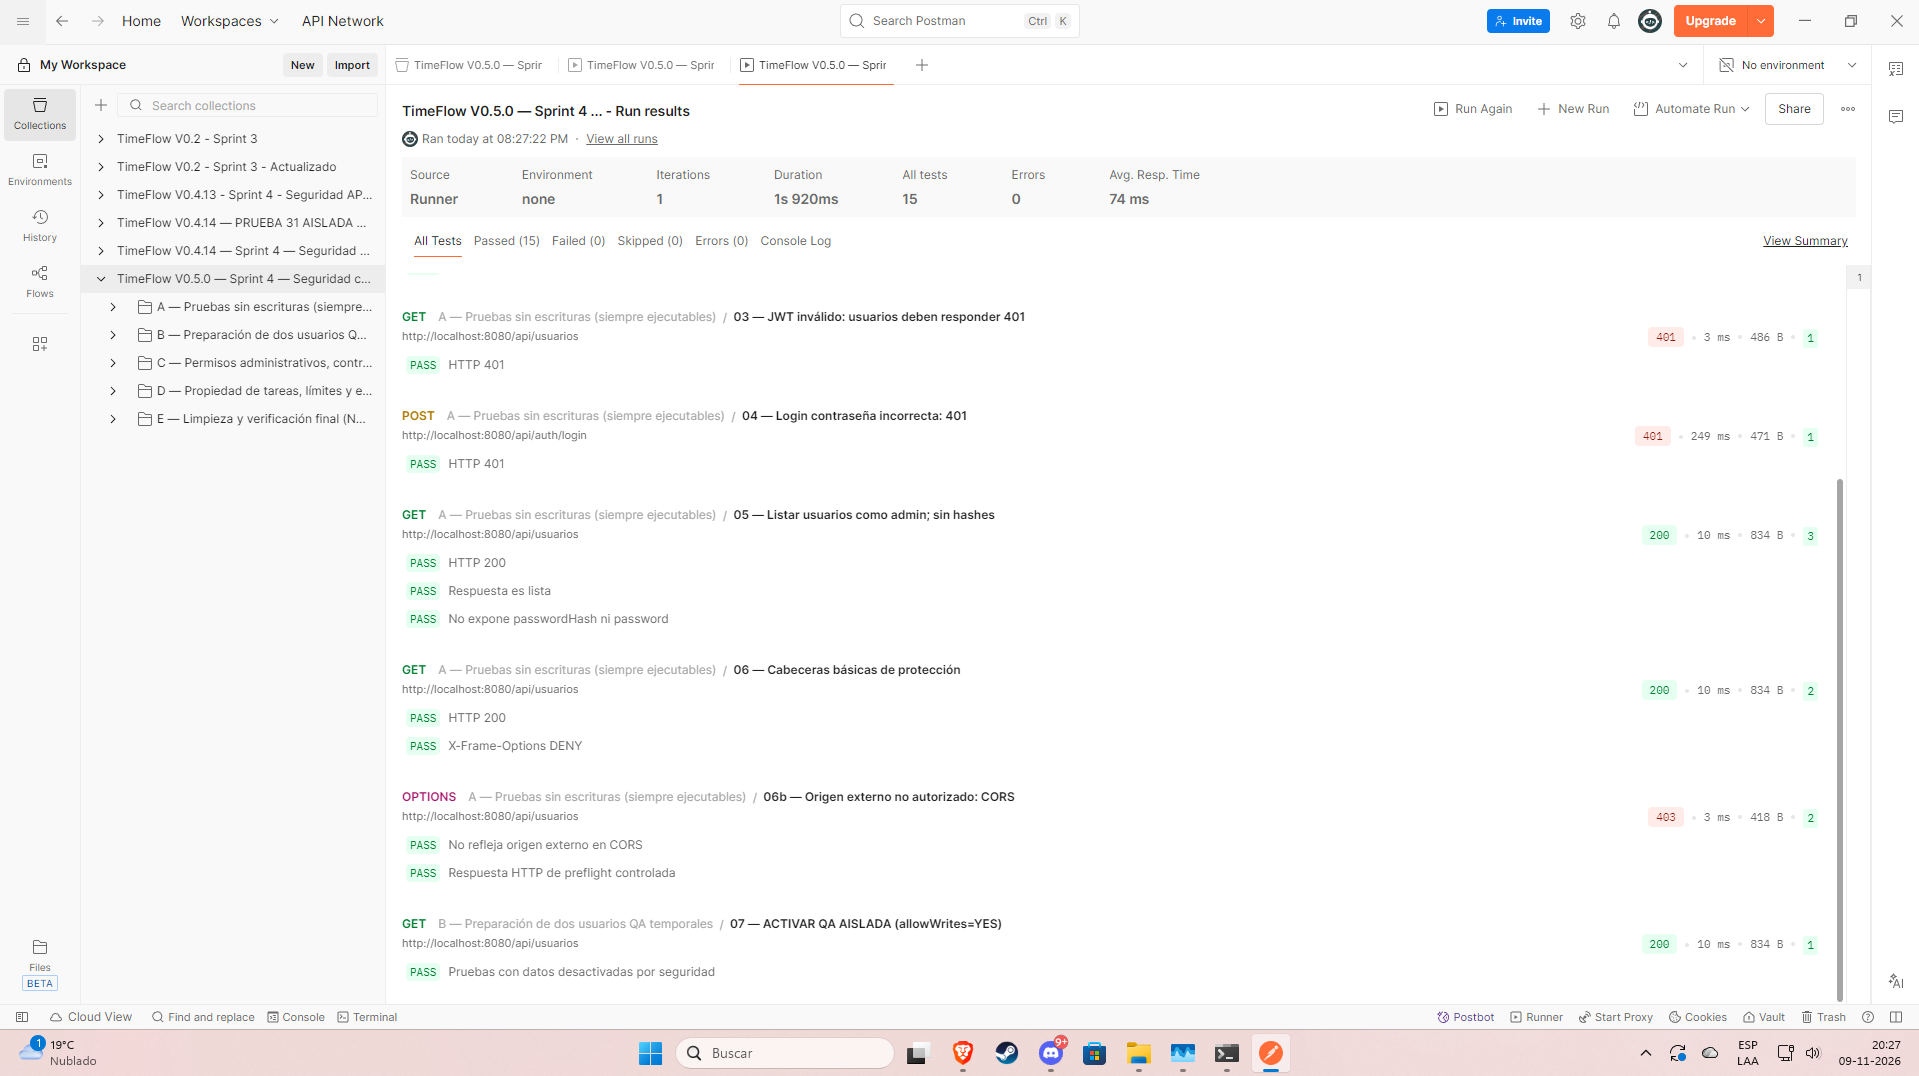 Home
Workspaces
API Network
Search Postman
Ctrl
K
Invite
Upgrade
My Workspace
New
Import
TimeFlow V0.5.0 — Sprir
TimeFlow V0.5.0 — Sprir
TimeFlow V0.5.0 — Sprir
No environment
Collections
Environments
History
Flows
Files
BETA
Search collections
TimeFlow V0.2 - Sprint 3
TimeFlow V0.2 - Sprint 3 - Actualizado
TimeFlow V0.4.13 - Sprint 4 - Seguridad AP...
TimeFlow V0.4.14 — PRUEBA 31 AISLADA ...
TimeFlow V0.4.14 — Sprint 4 — Seguridad ...
TimeFlow V0.5.0 — Sprint 4 — Seguridad c...
A — Pruebas sin escrituras (siempre...
B — Preparación de dos usuarios Q...
C — Permisos administrativos, contr...
D — Propiedad de tareas, límites y e...
E — Limpieza y verificación final (N...
TimeFlow V0.5.0 — Sprint 4 ... - Run results
Run Again
New Run
Automate Run
Share
Ran today at 08:27:22 PM · View all runs
Source Environment Iterations Duration All tests Errors Avg. Resp. Time
Runner none 1 1s 920ms 15 0 74 ms
All Tests Passed (15) Failed (0) Skipped (0) Errors (0) Console Log
View Summary
1
GET A — Pruebas sin escrituras (siempre ejecutables) / 03 — JWT inválido: usuarios deben responder 401
http://localhost:8080/api/usuarios
401 • 3 ms • 486 B • 1
PASS HTTP 401
POST A — Pruebas sin escrituras (siempre ejecutables) / 04 — Login contraseña incorrecta: 401
http://localhost:8080/api/auth/login
401 • 249 ms • 471 B • 1
PASS HTTP 401
GET A — Pruebas sin escrituras (siempre ejecutables) / 05 — Listar usuarios como admin; sin hashes
http://localhost:8080/api/usuarios
200 • 10 ms • 834 B • 3
PASS HTTP 200
PASS Respuesta es lista
PASS No expone passwordHash ni password
GET A — Pruebas sin escrituras (siempre ejecutables) / 06 — Cabeceras básicas de protección
http://localhost:8080/api/usuarios
200 • 10 ms • 834 B • 2
PASS HTTP 200
PASS X-Frame-Options DENY
OPTIONS A — Pruebas sin escrituras (siempre ejecutables) / 06b — Origen externo no autorizado: CORS
http://localhost:8080/api/usuarios
403 • 3 ms • 418 B • 2
PASS No refleja origen externo en CORS
PASS Respuesta HTTP de preflight controlada
GET B — Preparación de dos usuarios QA temporales / 07 — ACTIVAR QA AISLADA (allowWrites=YES)
http://localhost:8080/api/usuarios
200 • 10 ms • 834 B • 1
PASS Pruebas con datos desactivadas por seguridad
AI
Cloud View
Find and replace
Console
Terminal
Postbot
Runner
Start Proxy
Cookies
Vault
Trash
1
19°C
Nublado
Buscar
9+
ESP
LAA
20:27
09-11-2026